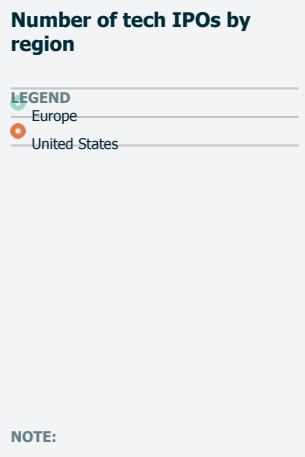 Number of tech IPOs by
region
LEGEND
Europe
United States
NOTE: